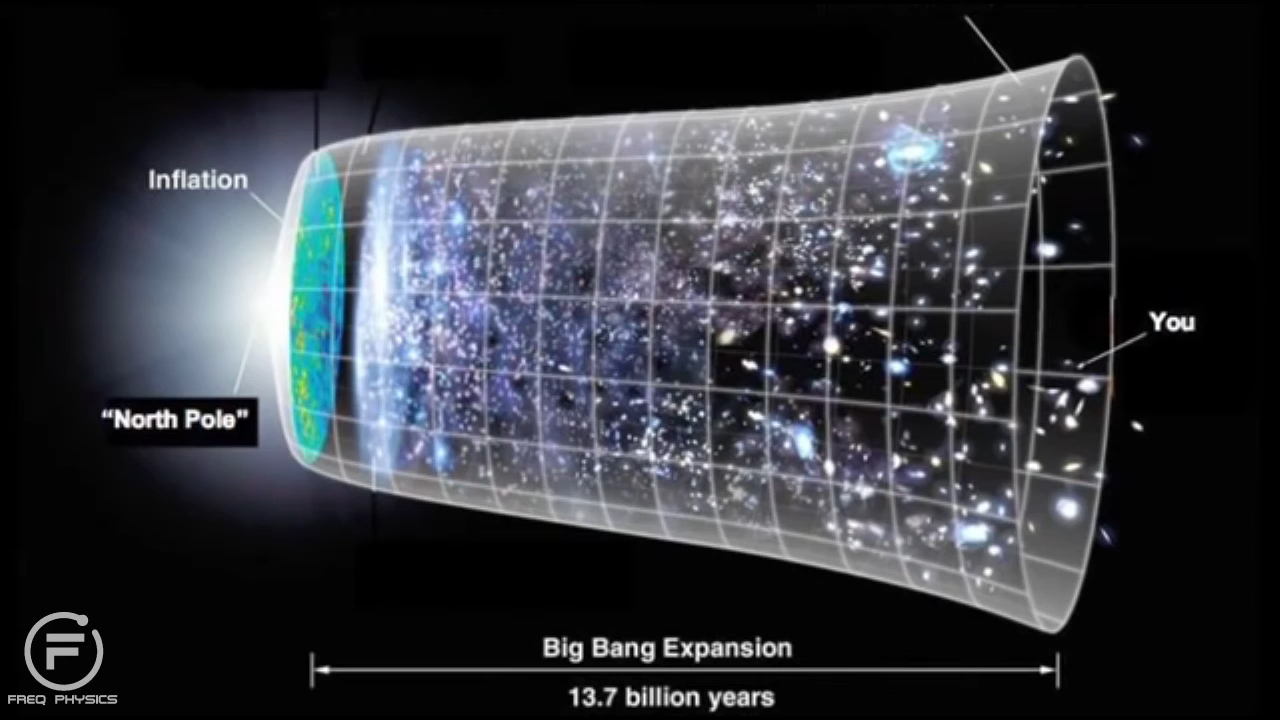 Inflation
You
“North Pole”
Big Bang Expansion
13.7 billion years
F
FREQ PHYSICS